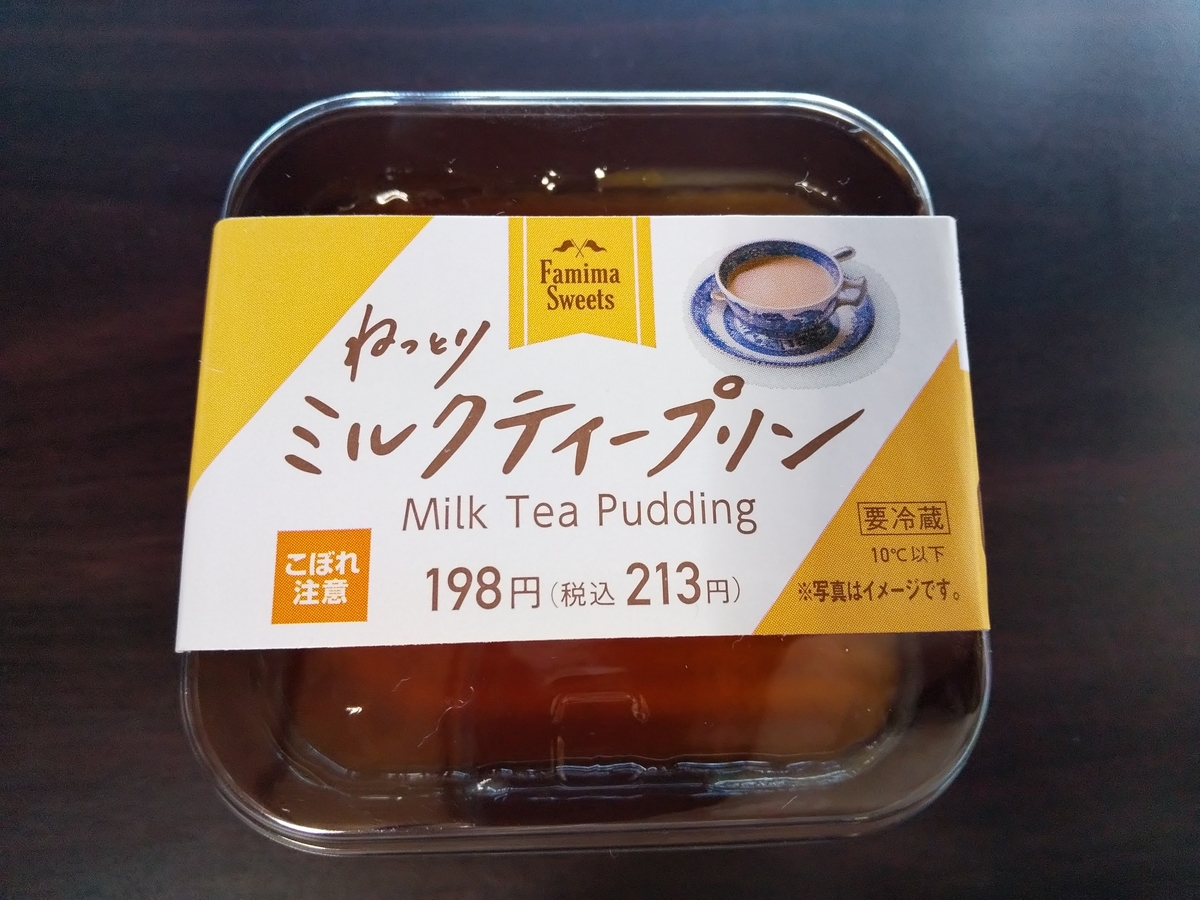 Famima
Sweets
ねっとり
ミルクティープリン
Milk Tea Pudding
こぼれ
注意
198円(税込213円)
要冷蔵
10℃以下
※写真はイメージです。